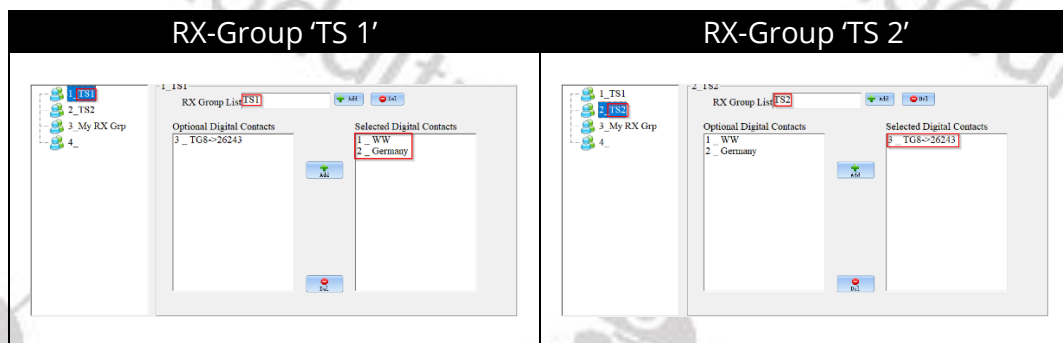 RX-Group ‘TS 1’
1_TS1
2_TS2
3_My RX Grp
4_
1_TS1
RX Group List TS1
Add
Del
Optional Digital Contacts
3 _ TG8->26243
Add
Del
Selected Digital Contacts
1 _ WW
2 _ Germany
RX-Group ‘TS 2’
1_TS1
2_TS2
3_My RX Grp
4_
2_TS2
RX Group List TS2
Add
Del
Optional Digital Contacts
1 _ WW
2 _ Germany
Add
Del
Selected Digital Contacts
3 _ TG8->26243